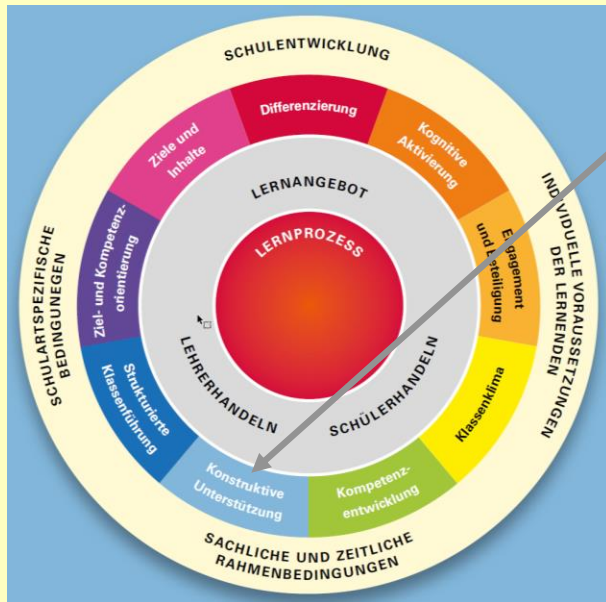 SCHULENTWICKLUNG
Differenzierung
Kognitive
Aktivierung
Engagement
und Beteiligung
Klassenklima
Kompetenz-
entwicklung
Konstruktive
Unterstützung
Strukturierte
Klassenführung
Ziel- und Kompetenz-
orientierung
Ziele und
Inhalte
LERNANGEBOT
LERNPROZESS
LEHRERHANDELN
SCHÜLERHANDELN
SCHULARTSPEZIFISCHE
BEDINGUNEGEN
INDIVIDUELLE VORAUSSETZUNGEN
DER LERNENDEN
SACHLICHE UND ZEITLICHE
RAHMENBEDINGUNGEN